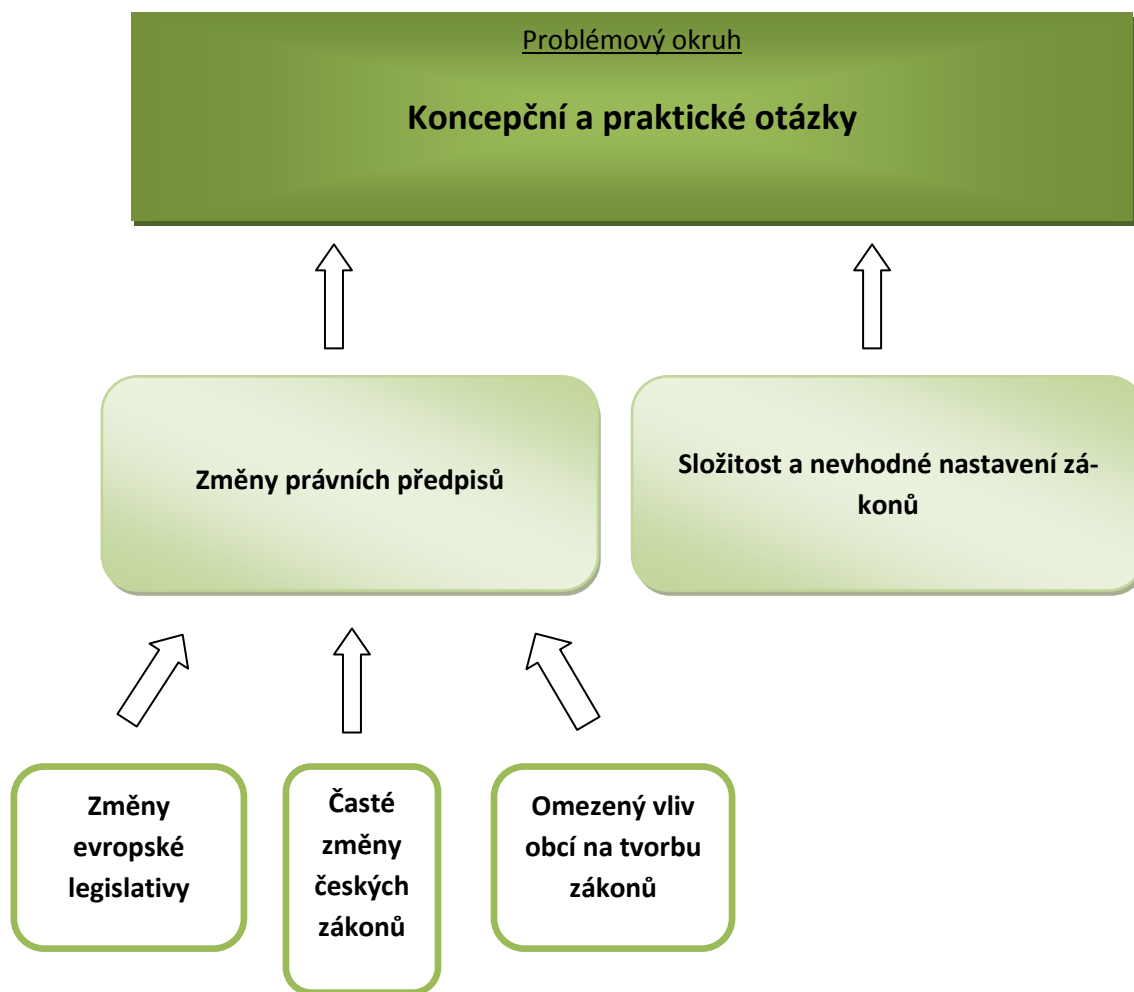 Problémový okruh
Koncepční a praktické otázky
Změny právních předpisů
Složitost a nevhodné nastavení zá-
konů
Změny
evropské
legislativy
Časté
změny
českých
zákonů
Omezený vliv
obcí na tvorbu
zákonů